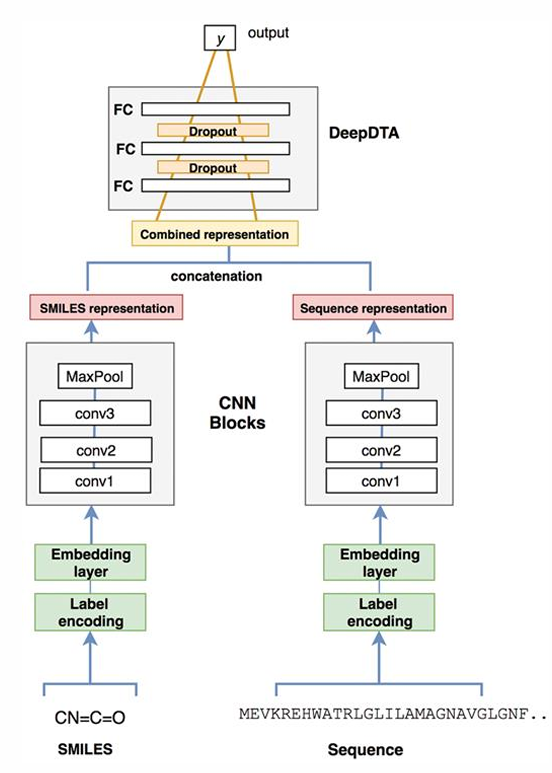 y
output
FC
Dropout
FC
Dropout
FC
DeepDTA
Combined representation
concatenation
SMILES representation
Sequence representation
MaxPool
conv3
conv2
conv1
CNN
Blocks
MaxPool
conv3
conv2
conv1
Embedding
layer
Label
encoding
Embedding
layer
Label
encoding
CN=C=O
SMILES
MEVKREHWATRLGLILAMAGNAVGLGNF..
Sequence